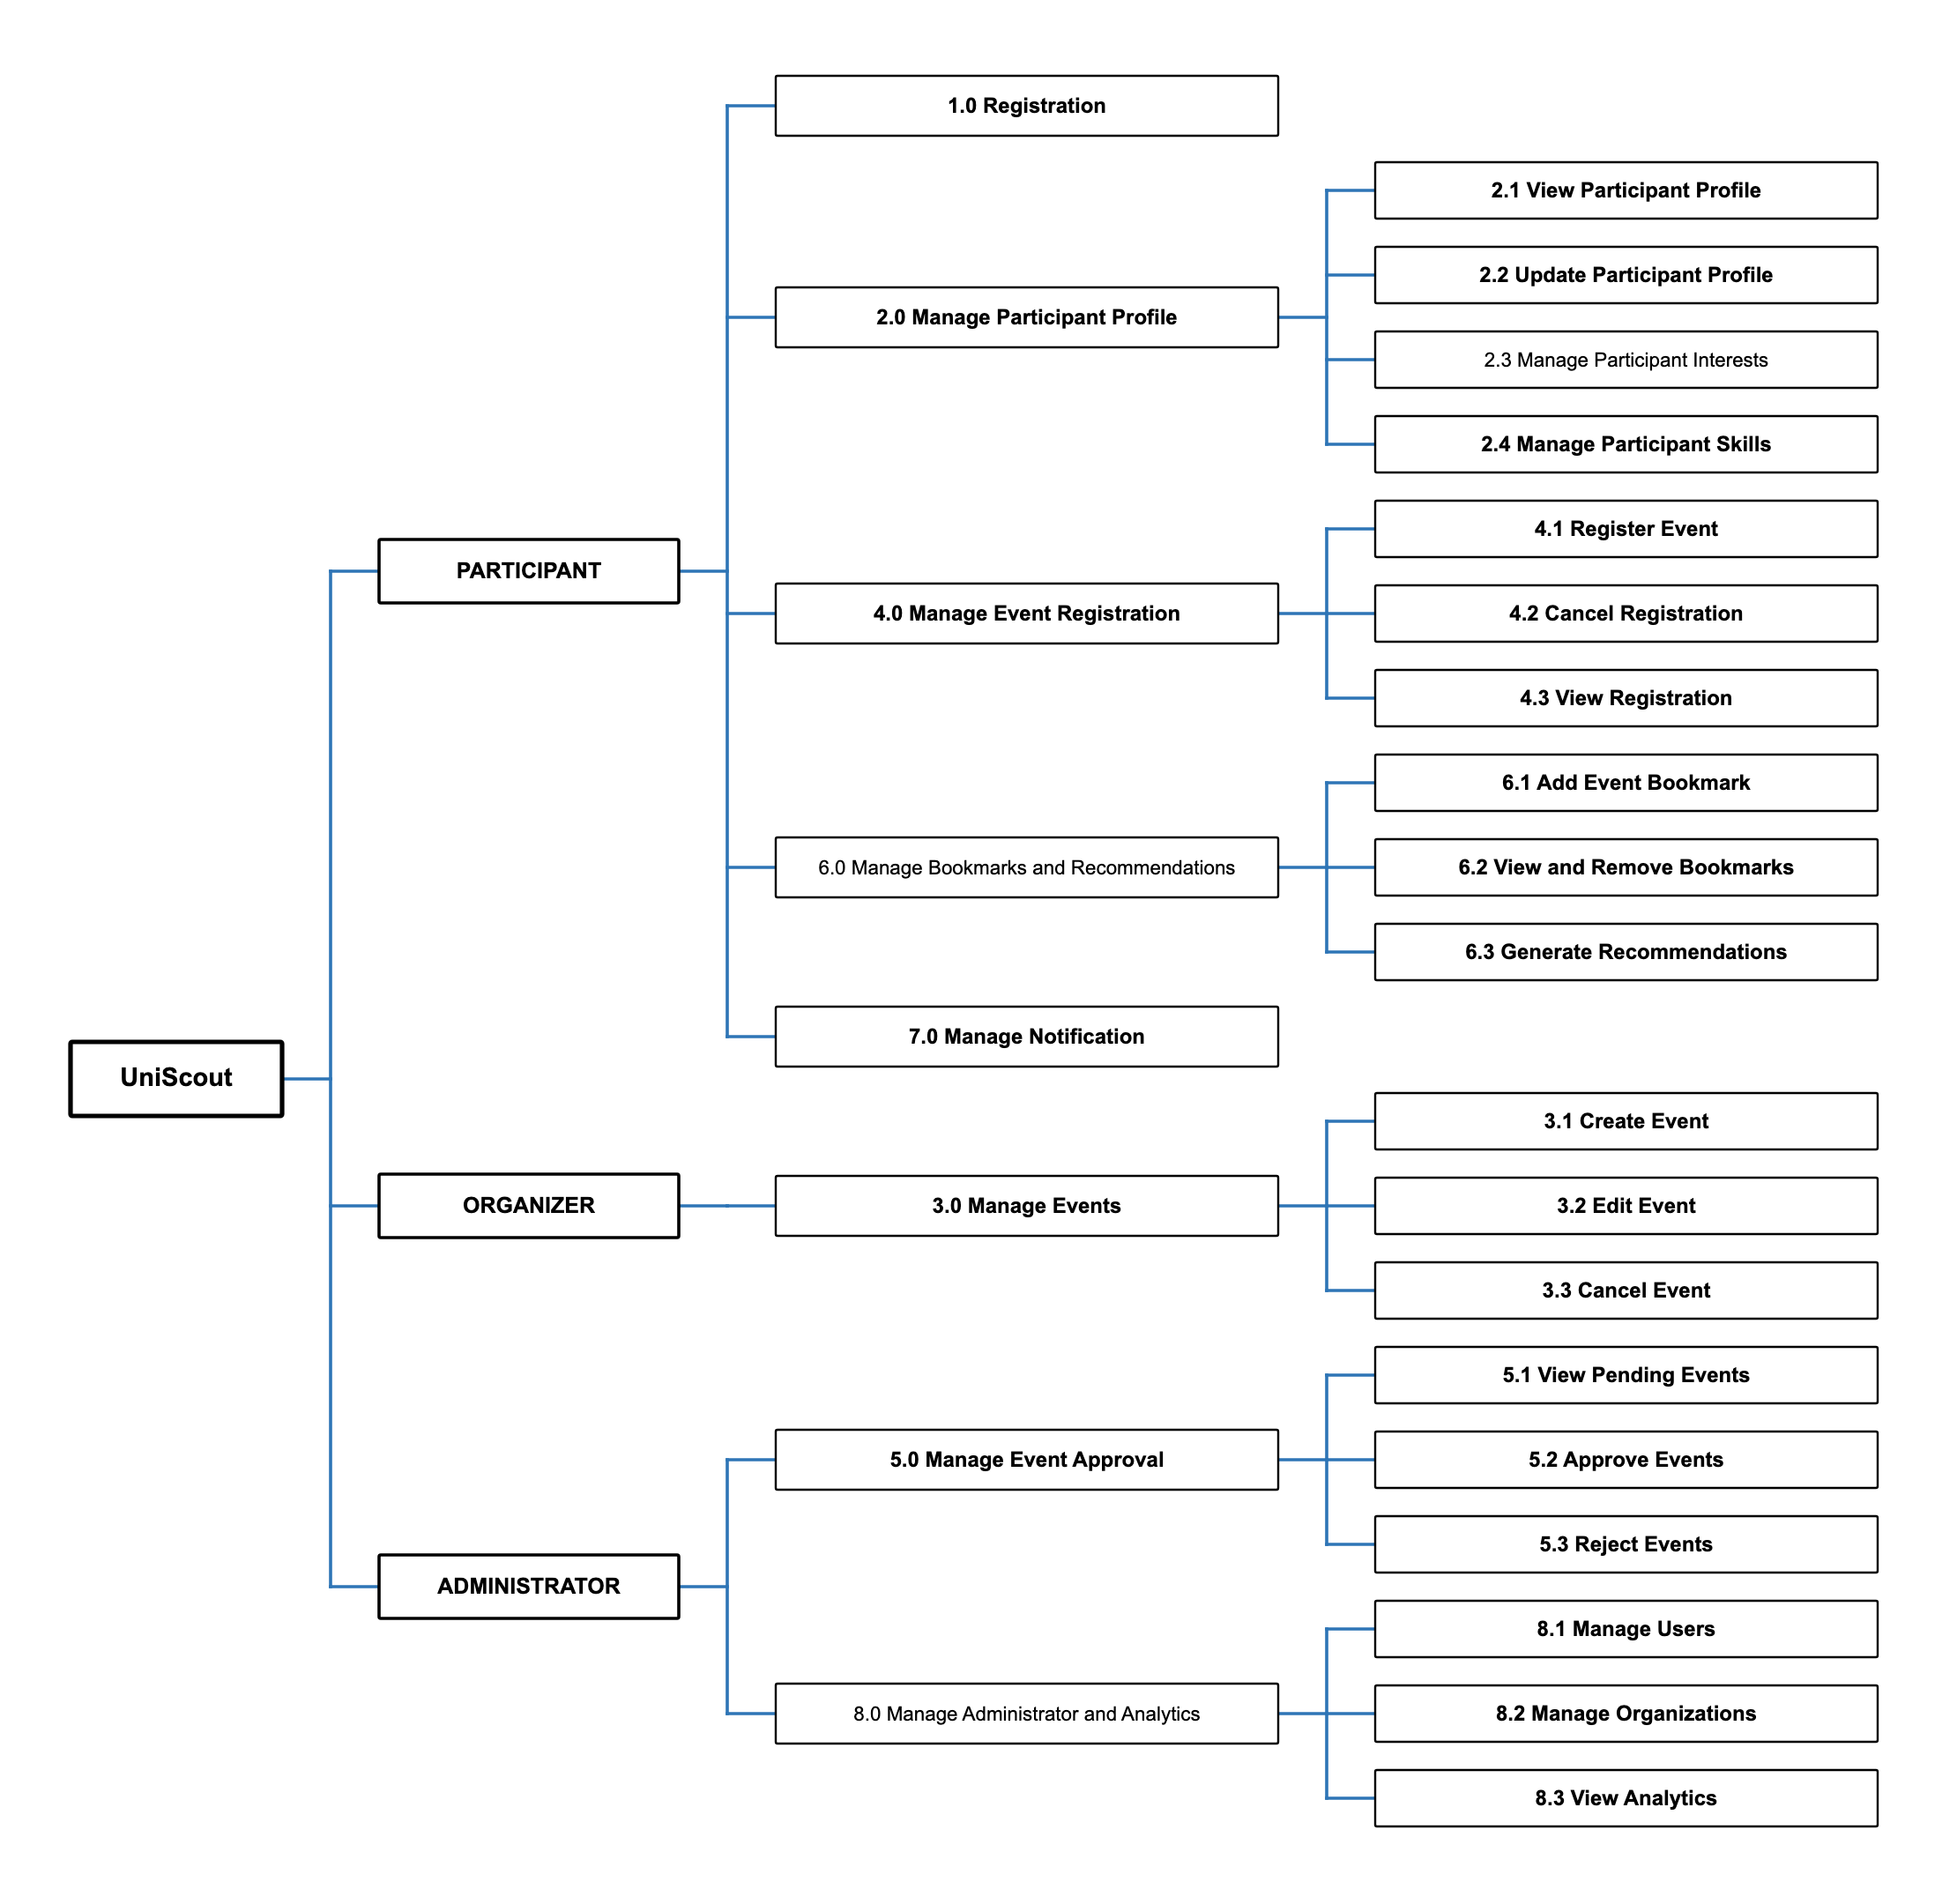 UniScout
PARTICIPANT
1.0 Registration
2.0 Manage Participant Profile
2.1 View Participant Profile
2.2 Update Participant Profile
2.3 Manage Participant Interests
2.4 Manage Participant Skills
4.0 Manage Event Registration
4.1 Register Event
4.2 Cancel Registration
4.3 View Registration
6.0 Manage Bookmarks and Recommendations
6.1 Add Event Bookmark
6.2 View and Remove Bookmarks
6.3 Generate Recommendations
7.0 Manage Notification
ORGANIZER
3.0 Manage Events
3.1 Create Event
3.2 Edit Event
3.3 Cancel Event
ADMINISTRATOR
5.0 Manage Event Approval
5.1 View Pending Events
5.2 Approve Events
5.3 Reject Events
8.0 Manage Administrator and Analytics
8.1 Manage Users
8.2 Manage Organizations
8.3 View Analytics